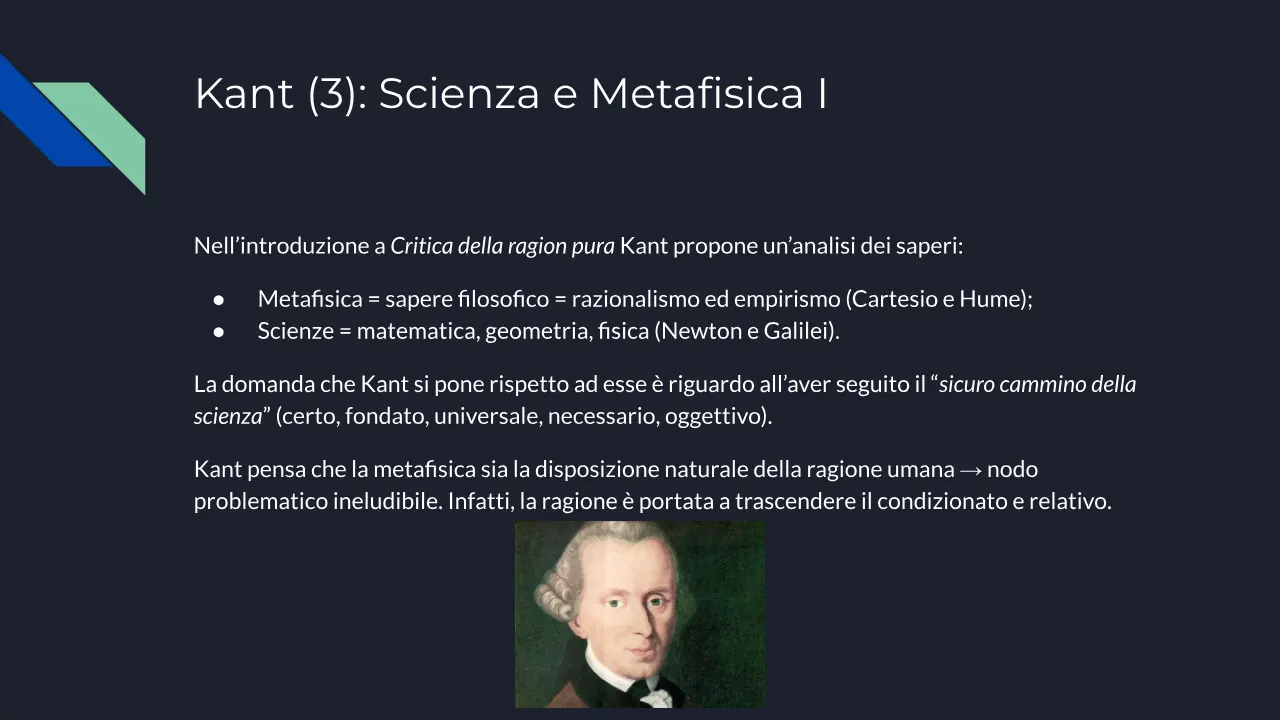 Kant (3): Scienza e Metafisica I
Nell’introduzione a Critica della ragion pura Kant propone un’analisi dei saperi:
● Metafisica = sapere filosofico = razionalismo ed empirismo (Cartesio e Hume);
● Scienze = matematica, geometria, fisica (Newton e Galilei).
La domanda che Kant si pone rispetto ad esse è riguardo all’aver seguito il “sicuro cammino della
scienza” (certo, fondato, universale, necessario, oggettivo).
Kant pensa che la metafisica sia la disposizione naturale della ragione umana → nodo
problematico ineludibile. Infatti, la ragione è portata a trascendere il condizionato e relativo.